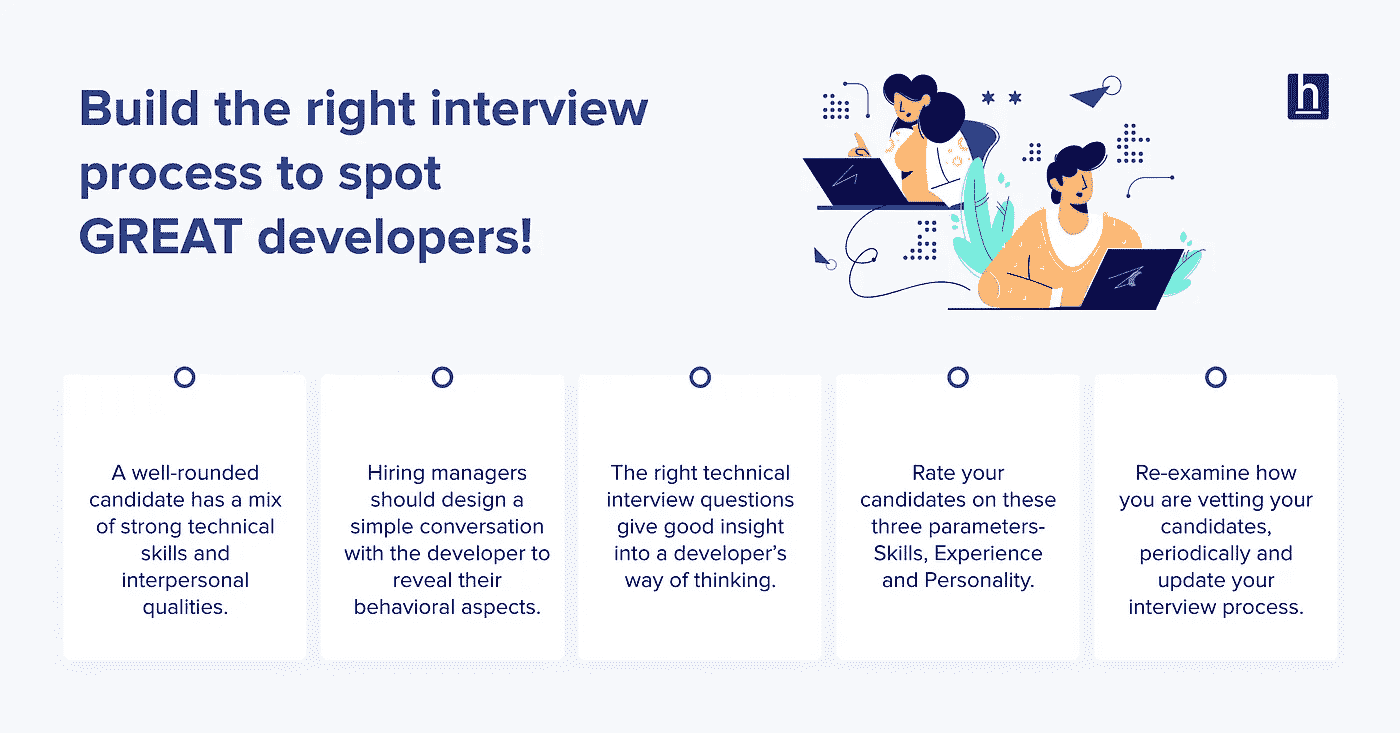 Build the right interview
process to spot
GREAT developers!
h
A well-rounded
candidate has a mix
of strong technical
skills and
interpersonal
qualities.
Hiring managers
should design a
simple conversation
with the developer to
reveal their
behavioral aspects.
The right technical
interview questions
give good insight
into a developer’s
way of thinking.
Rate your
candidates on these
three parameters-
Skills, Experience
and Personality.
Re-examine how
you are vetting your
candidates,
periodically and
update your
interview process.